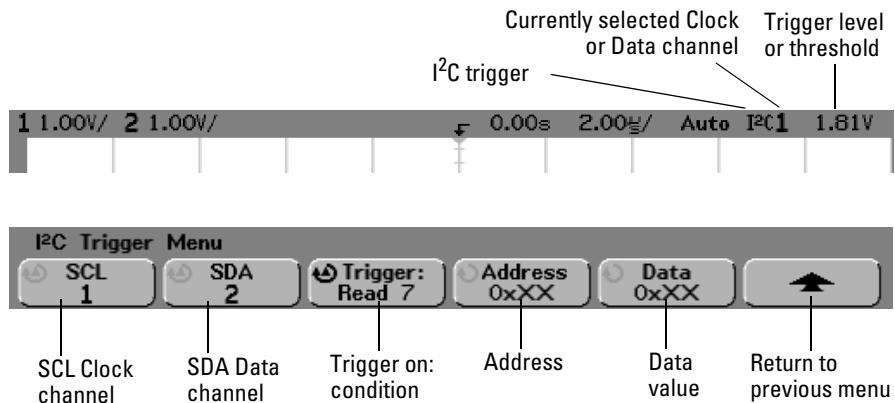 Currently selected Clock
or Data channel
Trigger level
or threshold
I2C trigger
1 1.00V/ 2 1.00V/ 0.00s 2.00us/ Auto I2C1 1.81V
I2C Trigger Menu
SCL
1
SDA
2
Trigger:
Read 7
Address
0xXX
Data
0xXX
SCL Clock
channel
SDA Data
channel
Trigger on:
condition
Address
Data
value
Return to
previous menu